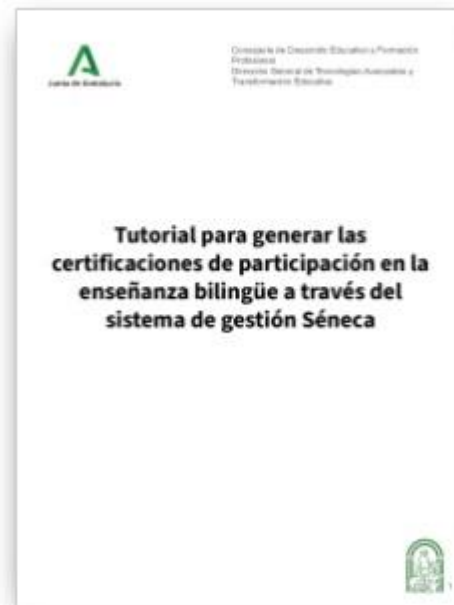 Junta de Andalucía
Consejería de Desarrollo Educativo y Formación
Profesional
Dirección General de Tecnologías Avanzadas y
Transformación Educativa
Tutorial para generar las
certificaciones de participación en la
enseñanza bilingüe a través del
sistema de gestión Séneca